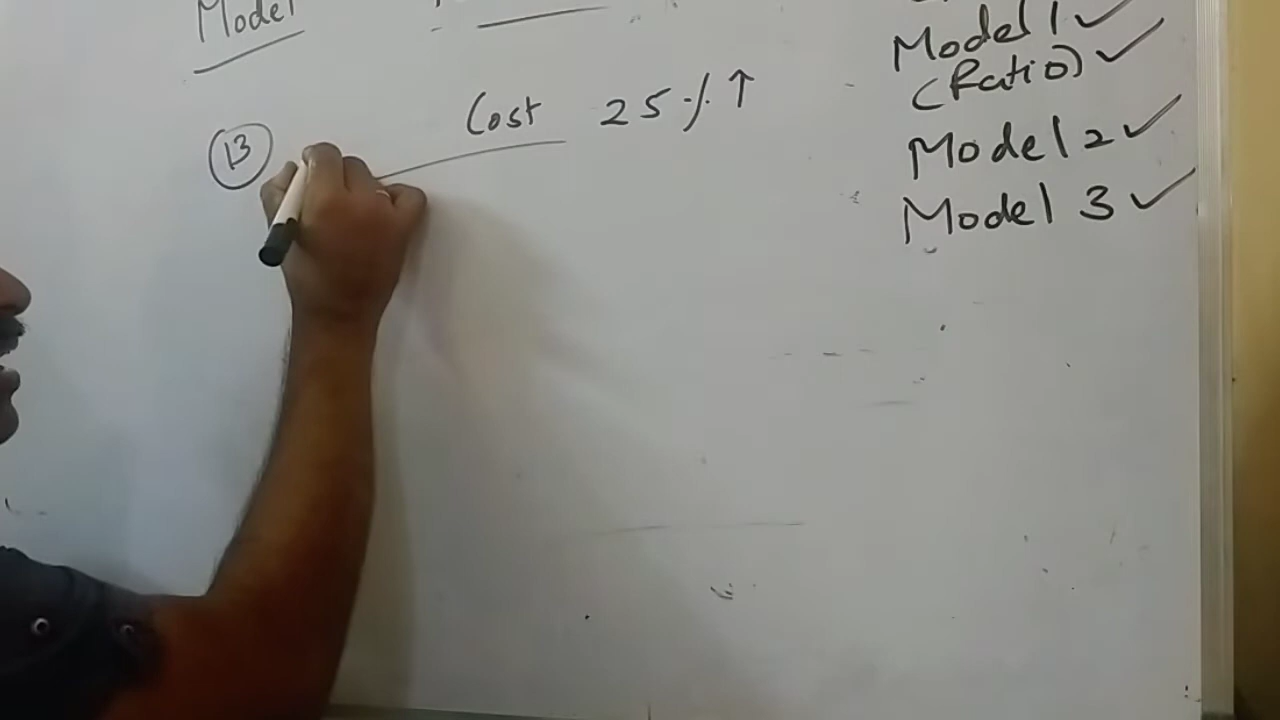 Model
13
Cost 25% ↑
Model 1 ✓
(Ratio) ✓
Model 2 ✓
Model 3 ✓